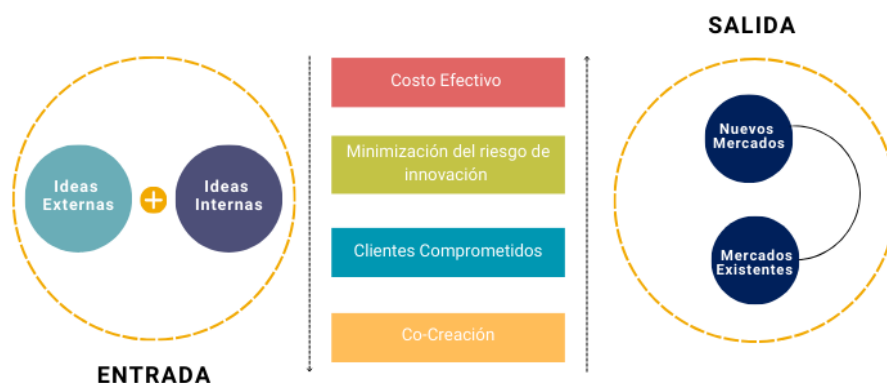 Ideas
Externas
+
Ideas
Internas
ENTRADA
Costo Efectivo
Minimización del riesgo de
innovación
Clientes Comprometidos
Co-Creación
SALIDA
Nuevos
Mercados
Mercados
Existentes